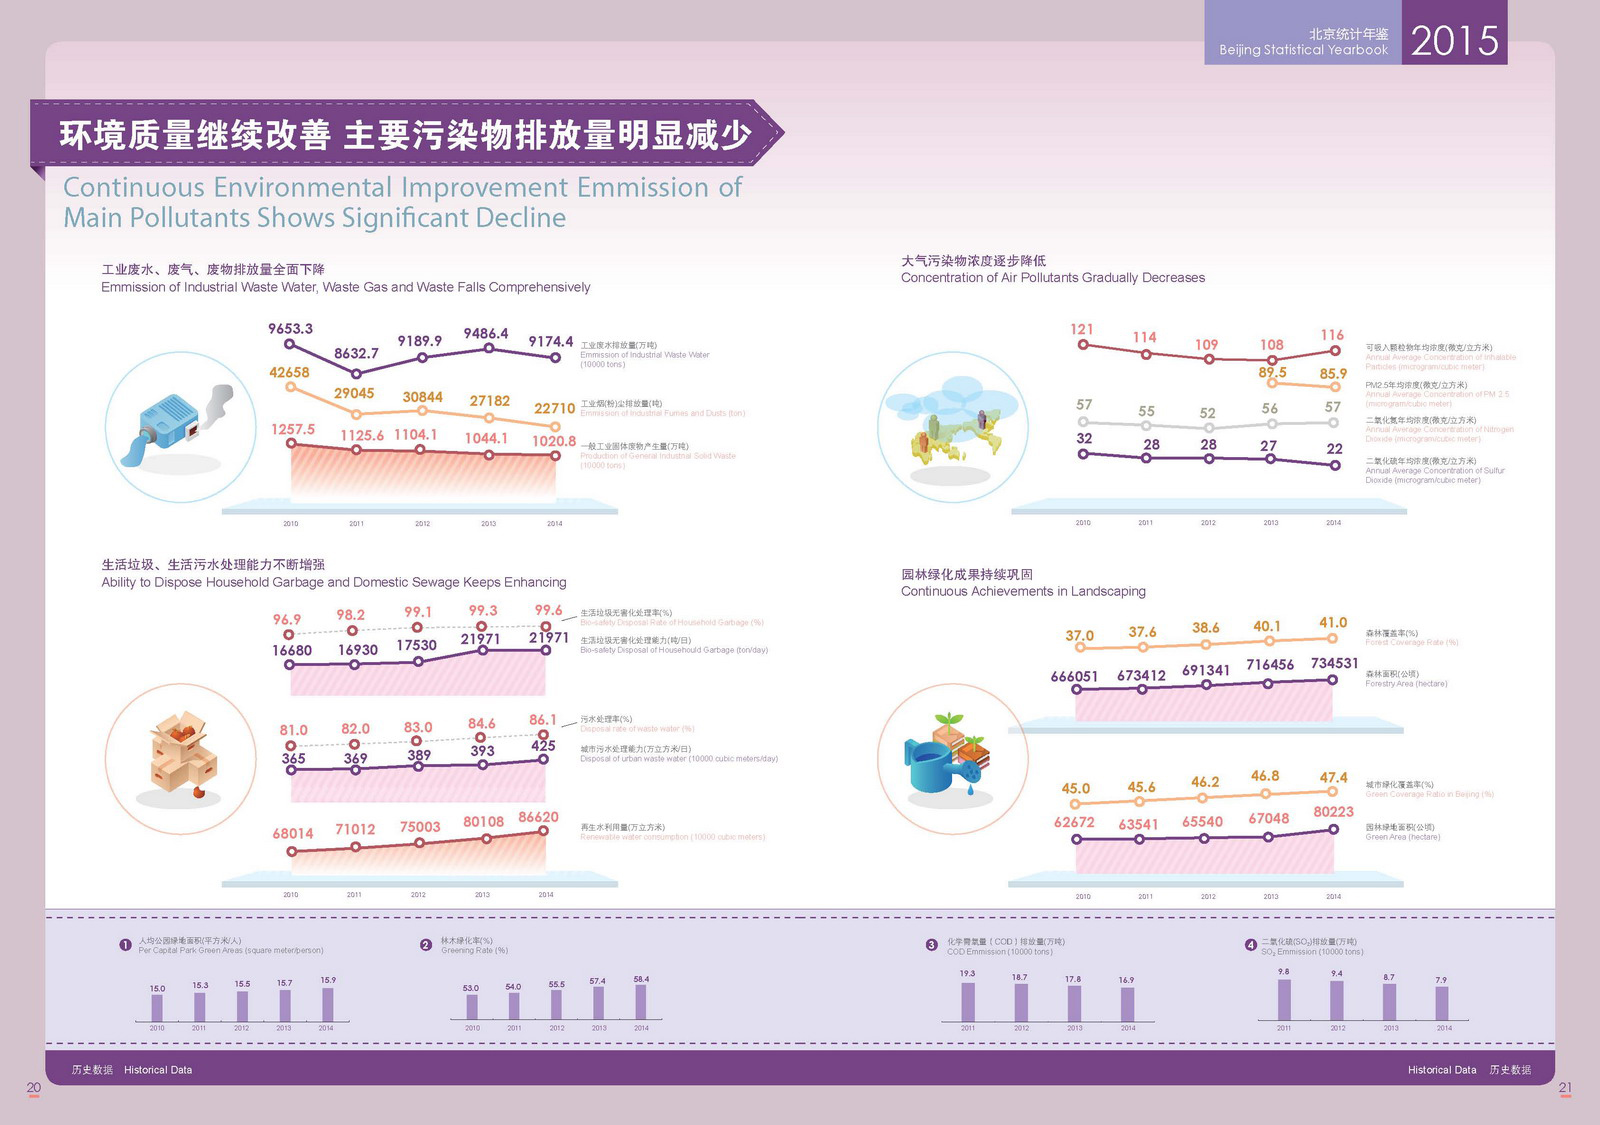 北京统计年鉴
Beijing Statistical Yearbook
2015
环境质量继续改善 主要污染物排放量明显减少
Continuous Environmental Improvement Emmission of
Main Pollutants Shows Significant Decline
工业废水、废气、废物排放量全面下降
Emmission of Industrial Waste Water, Waste Gas and Waste Falls Comprehensively
9653.3 8632.7 9189.9 9486.4 9174.4
工业废水排放量(万吨)
Emmission of Industrial Waste Water
(10000 tons)
42658 29045 30844 27182 22710
工业烟(粉)尘排放量(吨)
Emmission of Industrial Fumes and Dusts (ton)
1257.5 1125.6 1104.1 1044.1 1020.8
一般工业固体废物产生量(万吨)
Production of General Industrial Solid Waste
(10000 tons)
2010 2011 2012 2013 2014
生活垃圾、生活污水处理能力不断增强
Ability to Dispose Household Garbage and Domestic Sewage Keeps Enhancing
96.9 98.2 99.1 99.3 99.6
生活垃圾无害化处理率(%)
Bio-safety Disposal Rate of Household Garbage (%)
16680 16930 17530 21971 21971
生活垃圾无害化处理能力(吨/日)
Bio-safety Disposal of Househould Garbage (ton/day)
81.0 82.0 83.0 84.6 86.1
污水处理率(%)
Disposal rate of waste water (%)
365 369 389 393 425
城市污水处理能力(万立方米/日)
Disposal of urban waste water (10000 cubic meters/day)
68014 71012 75003 80108 86620
再生水利用量(万立方米)
Renewable water consumption (10000 cubic meters)
2010 2011 2012 2013 2014
大气污染物浓度逐步降低
Concentration of Air Pollutants Gradually Decreases
121 114 109 108 116
可吸入颗粒物年均浓度(微克/立方米)
Annual Average Concentration of Inhalable
Particles (microgram/cubic meter)
89.5 85.9
PM2.5年均浓度(微克/立方米)
Annual Average Concentration of PM 2.5
(microgram/cubic meter)
57 55 52 56 57
二氧化氮年均浓度(微克/立方米)
Annual Average Concentration of Nitrogen
Dioxide (microgram/cubic meter)
32 28 28 27 22
二氧化硫年均浓度(微克/立方米)
Annual Average Concentration of Sulfur
Dioxide (microgram/cubic meter)
2010 2011 2012 2013 2014
园林绿化成果持续巩固
Continuous Achievements in Landscaping
37.0 37.6 38.6 40.1 41.0
森林覆盖率(%)
Forest Coverage Rate (%)
666051 673412 691341 716456 734531
森林面积(公顷)
Forestry Area (hectare)
45.0 45.6 46.2 46.8 47.4
城市绿化覆盖率(%)
Green Coverage Ratio in Beijing (%)
62672 63541 65540 67048 80223
园林绿地面积(公顷)
Green Area (hectare)
2010 2011 2012 2013 2014
1 人均公园绿地面积(平方米/人)
Per Capital Park Green Areas (square meter/person)
15.0 15.3 15.5 15.7 15.9
2010 2011 2012 2013 2014
2 林木绿化率(%)
Greening Rate (%)
53.0 54.0 55.5 57.4 58.4
2010 2011 2012 2013 2014
3 化学需氧量〔COD〕排放量(万吨)
COD Emmission (10000 tons)
19.3 18.7 17.8 16.9
2011 2012 2013 2014
4 二氧化硫(SO₂)排放量(万吨)
SO₂ Emmission (10000 tons)
9.8 9.4 8.7 7.9
2011 2012 2013 2014
历史数据 Historical Data
Historical Data 历史数据
20
21